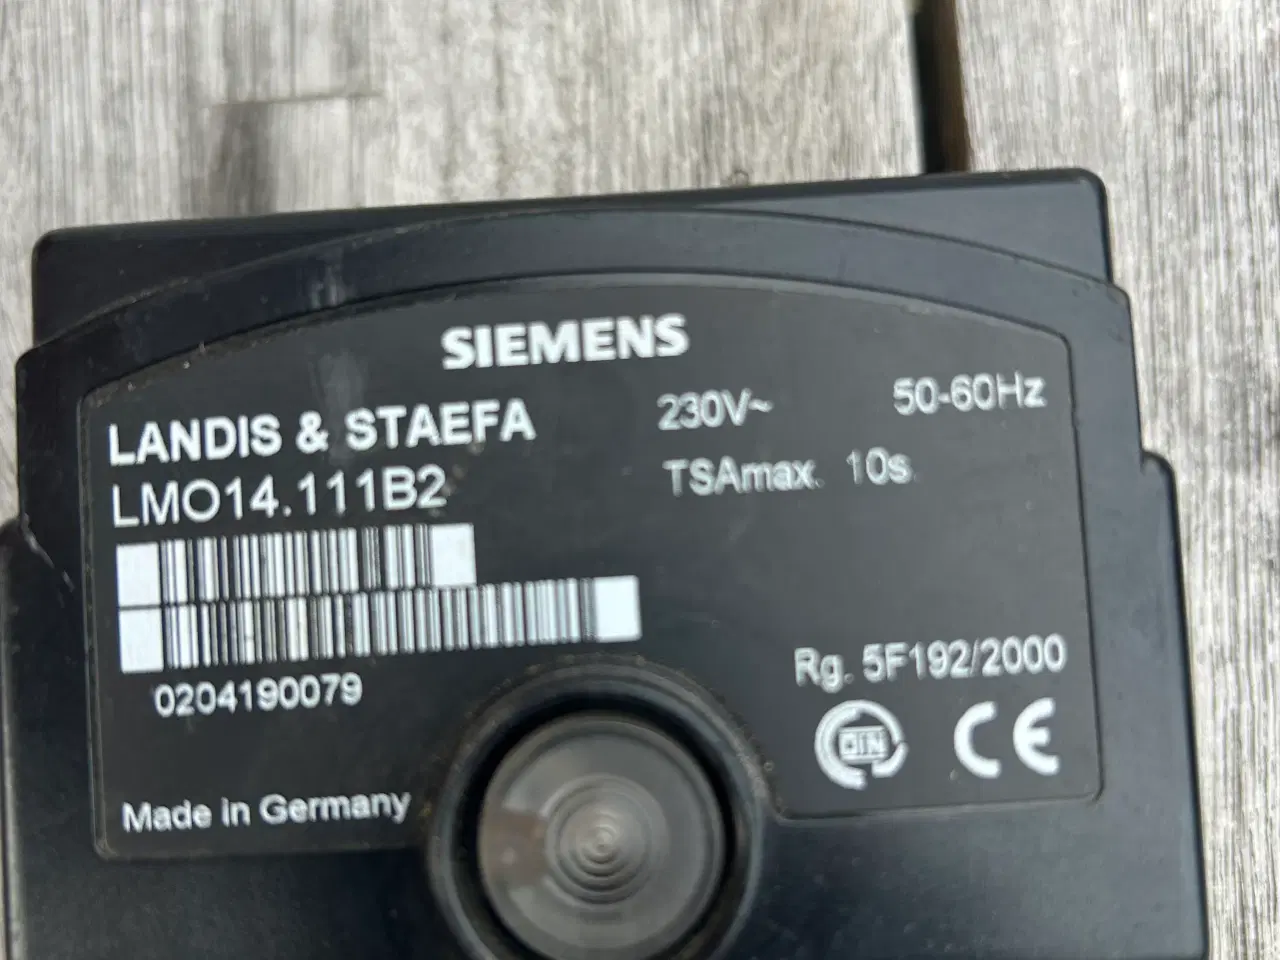 SIEMENS
LANDIS & STAEFA
230V~ 50-60Hz
LMO14.111B2
TSAmax. 10s
0204190079
Rg. 5F192/2000
DIN
CE
Made in Germany